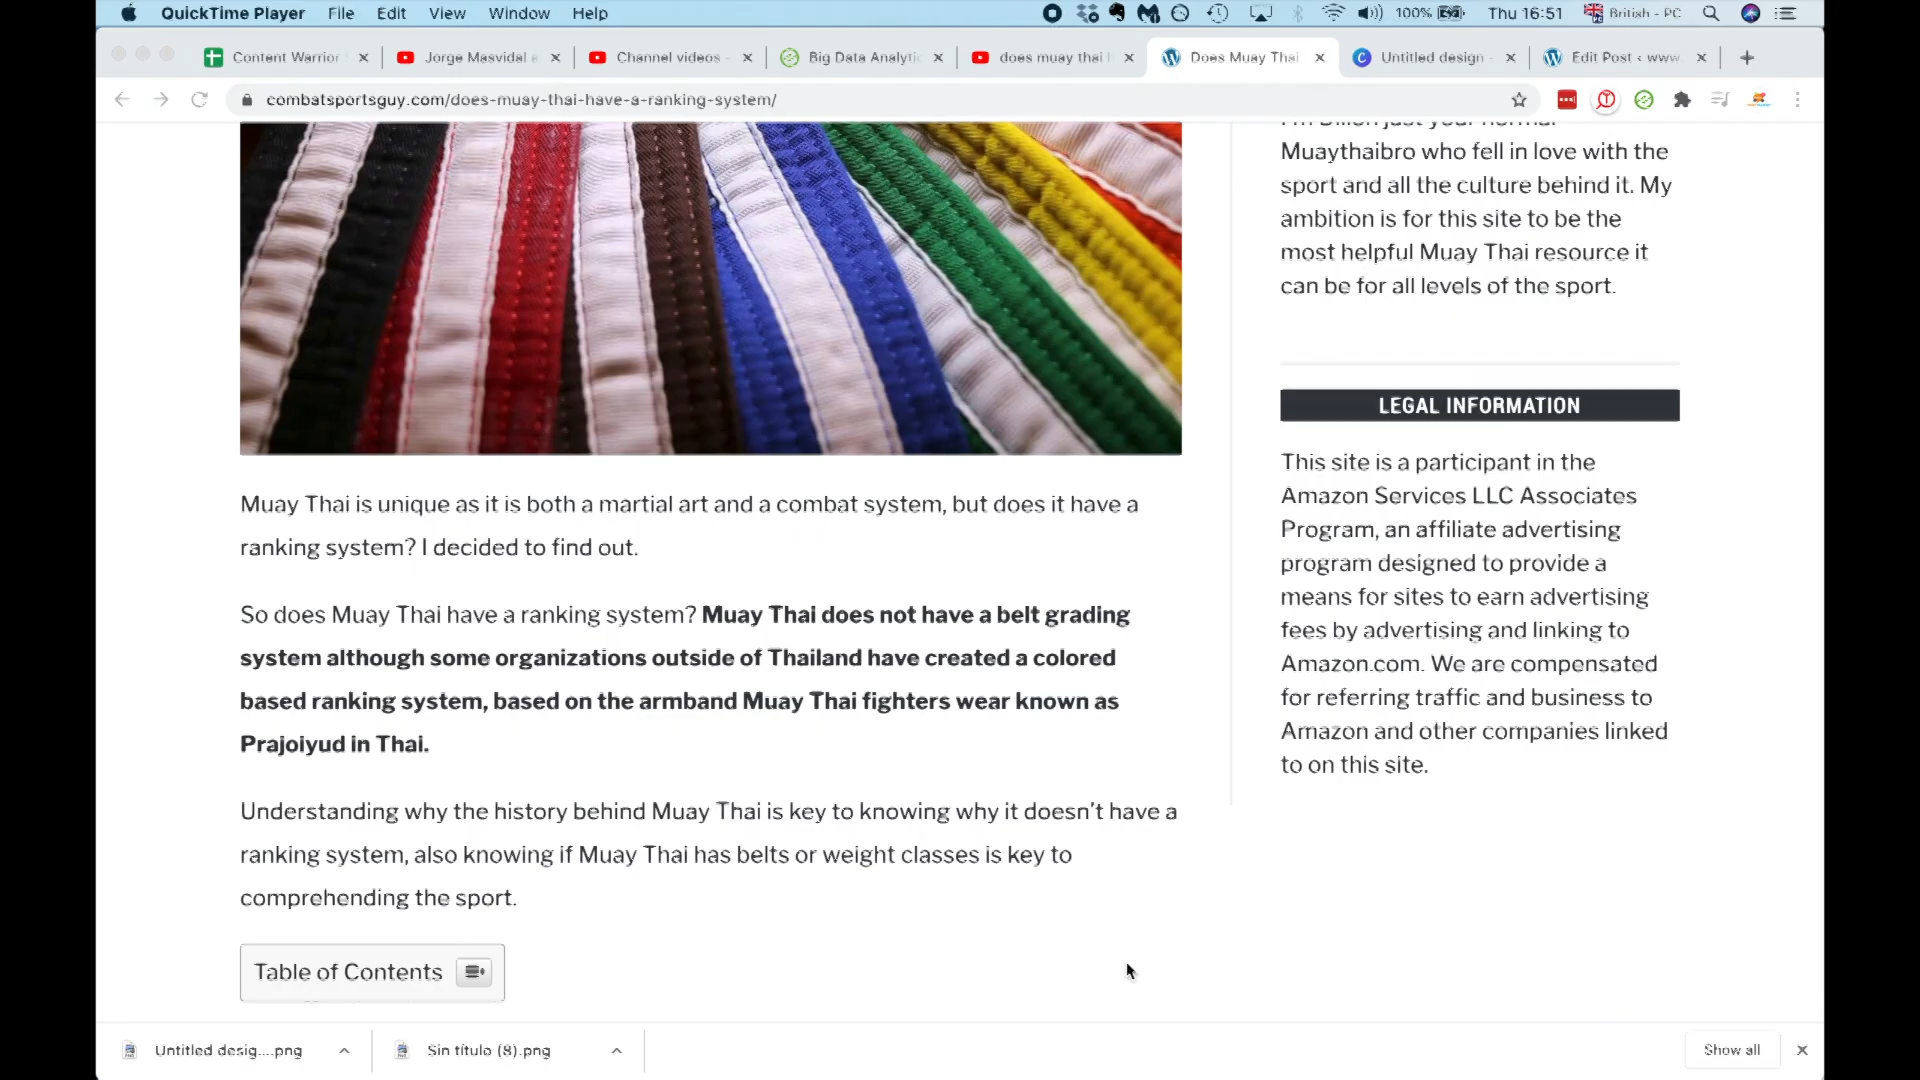 QuickTime Player File Edit View Window Help 100% Thu 16:51 British - PC
Content Warrior Jorge Masvidal Channel videos - Big Data Analytic does muay thai Does Muay Thai Untitled design - Edit Post ‹ www
combatsportsguy.com/does-muay-thai-have-a-ranking-system/
Muay Thai is unique as it is both a martial art and a combat system, but does it have a
ranking system? I decided to find out.
So does Muay Thai have a ranking system? Muay Thai does not have a belt grading
system although some organizations outside of Thailand have created a colored
based ranking system, based on the armband Muay Thai fighters wear known as
Prajoiyud in Thai.
Understanding why the history behind Muay Thai is key to knowing why it doesn't have a
ranking system, also knowing if Muay Thai has belts or weight classes is key to
comprehending the sport.
Table of Contents
I'm Dillon just your normal
Muaythaibro who fell in love with the
sport and all the culture behind it. My
ambition is for this site to be the
most helpful Muay Thai resource it
can be for all levels of the sport.
LEGAL INFORMATION
This site is a participant in the
Amazon Services LLC Associates
Program, an affiliate advertising
program designed to provide a
means for sites to earn advertising
fees by advertising and linking to
Amazon.com. We are compensated
for referring traffic and business to
Amazon and other companies linked
to on this site.
Untitled desig....png Sin título (8).png Show all